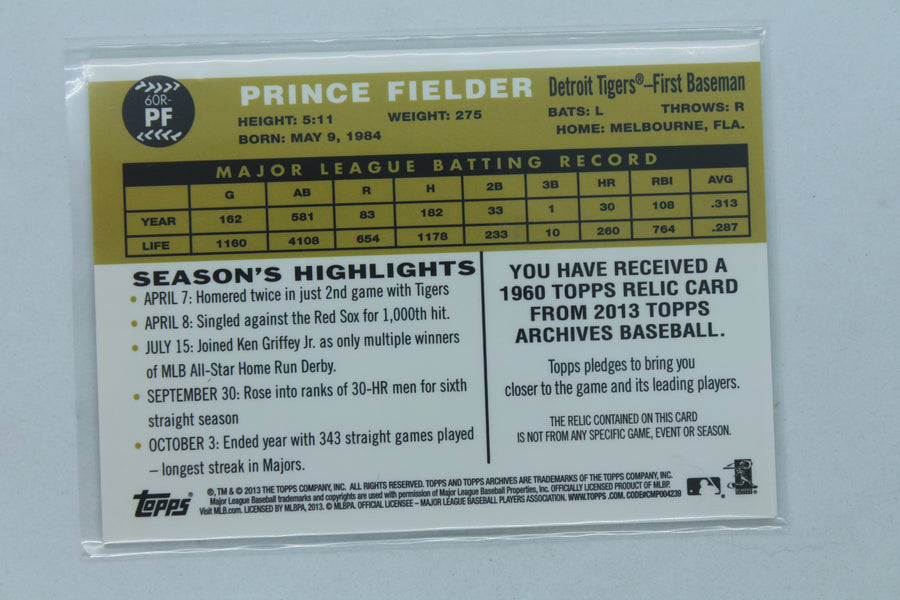 60R-
PF
PRINCE FIELDER
Detroit Tigers®–First Baseman
HEIGHT: 5:11 WEIGHT: 275
BATS: L THROWS: R
BORN: MAY 9, 1984
HOME: MELBOURNE, FLA.
MAJOR LEAGUE BATTING RECORD
G AB R H 2B 3B HR RBI AVG
YEAR 162 581 83 182 33 1 30 108 .313
LIFE 1160 4108 654 1178 233 10 260 764 .287
SEASON'S HIGHLIGHTS
• APRIL 7: Homered twice in just 2nd game with Tigers
• APRIL 8: Singled against the Red Sox for 1,000th hit.
• JULY 15: Joined Ken Griffey Jr. as only multiple winners
of MLB All-Star Home Run Derby.
• SEPTEMBER 30: Rose into ranks of 30-HR men for sixth
straight season
• OCTOBER 3: Ended year with 343 straight games played
– longest streak in Majors.
YOU HAVE RECEIVED A
1960 TOPPS RELIC CARD
FROM 2013 TOPPS
ARCHIVES BASEBALL.
Topps pledges to bring you
closer to the game and its leading players.
THE RELIC CONTAINED ON THIS CARD
IS NOT FROM ANY SPECIFIC GAME, EVENT OR SEASON.
Topps®
®, TM & © 2013 THE TOPPS COMPANY, INC. ALL RIGHTS RESERVED. TOPPS AND TOPPS ARCHIVES ARE TRADEMARKS OF THE TOPPS COMPANY, INC.
Major League Baseball trademarks and copyrights are used with permission of Major League Baseball Properties, Inc. OFFICIALLY LICENSED PRODUCT OF MLBP.
Visit MLB.com. LICENSED BY MLBPA, 2013. © MLBPA. OFFICIAL LICENSEE – MAJOR LEAGUE BASEBALL PLAYERS ASSOCIATION. WWW.TOPPS.COM. CODE#CMP004239